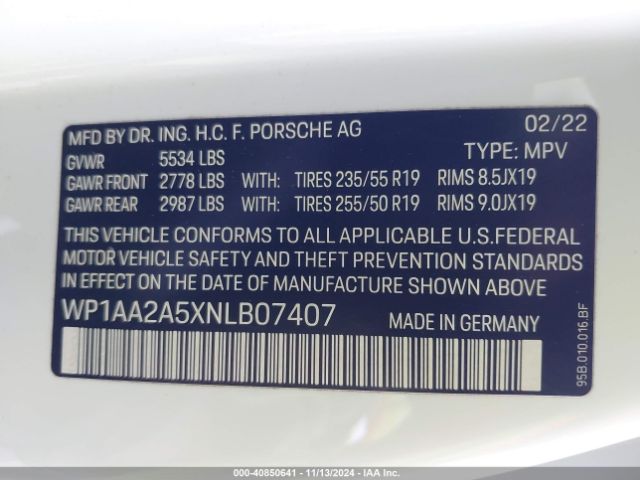 MFD BY DR. ING. H.C. F. PORSCHE AG 02/22
GVWR 5534 LBS TYPE: MPV
GAWR FRONT 2778 LBS WITH: TIRES 235/55 R19 RIMS 8.5JX19
GAWR REAR 2987 LBS WITH: TIRES 255/50 R19 RIMS 9.0JX19
THIS VEHICLE CONFORMS TO ALL APPLICABLE U.S.FEDERAL
MOTOR VEHICLE SAFETY AND THEFT PREVENTION STANDARDS
IN EFFECT ON THE DATE OF MANUFACTURE SHOWN ABOVE
WP1AA2A5XNLB07407 MADE IN GERMANY
95B.010.016.BF
000-40850641 - 11/13/2024 - IAA Inc.